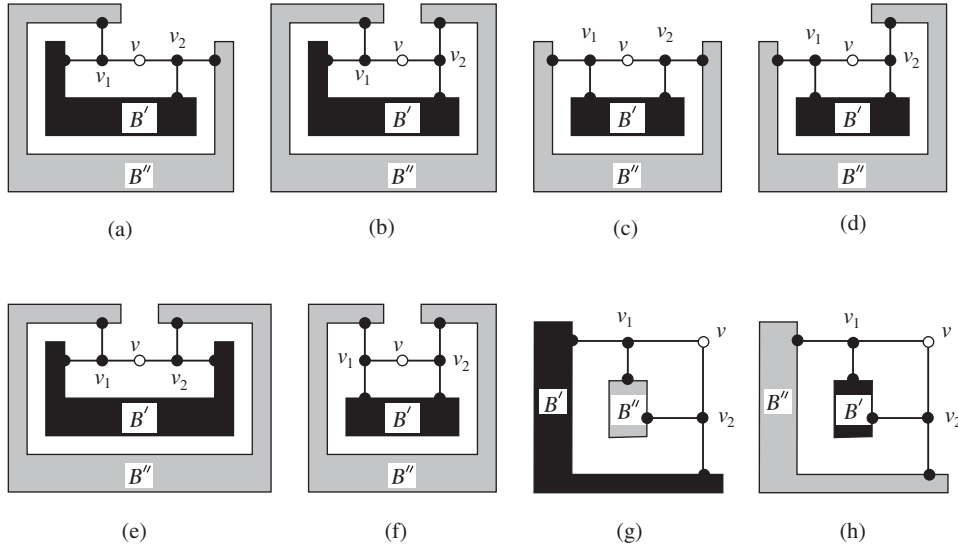 v₂
v
v₁
B′
B″
(a)
v
v₂
v₁
B′
B″
(b)
v₁
v
v₂
B′
B″
(c)
v₁
v
v₂
B′
B″
(d)
v
v₁
v₂
B′
B″
(e)
v
v₁
v₂
B′
B″
(f)
v₁
v
B′
B″
v₂
(g)
v₁
v
B″
B′
v₂
(h)